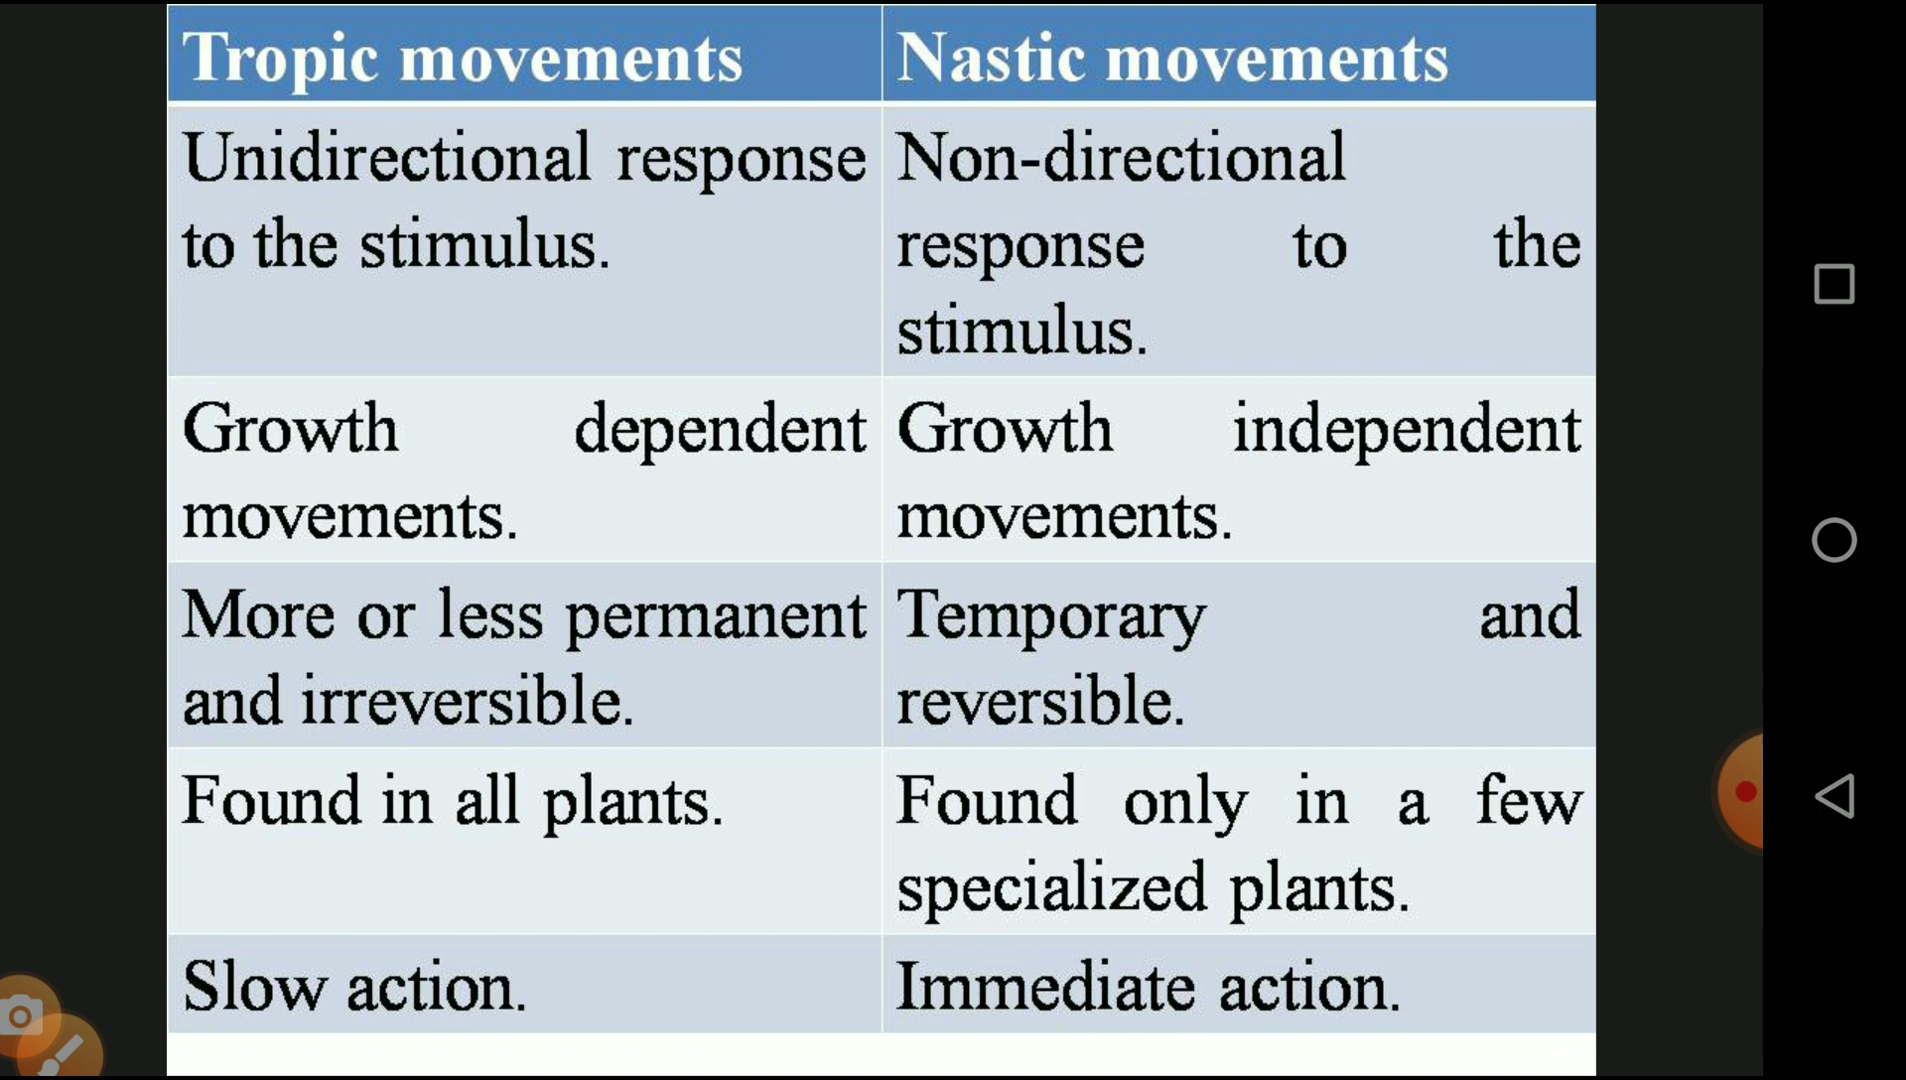 Tropic movements
Nastic movements
Unidirectional response
to the stimulus.
Non-directional
response to the
stimulus.
Growth dependent
movements.
Growth independent
movements.
More or less permanent
and irreversible.
Temporary and
reversible.
Found in all plants.
Found only in a few
specialized plants.
Slow action.
Immediate action.